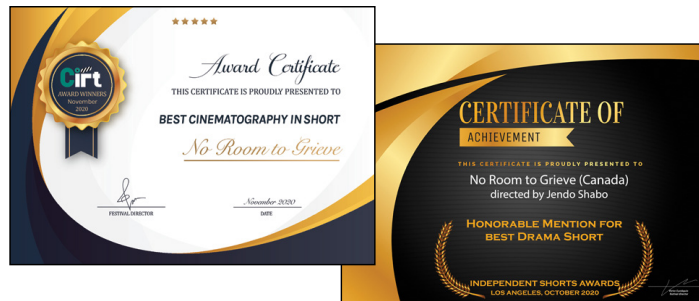 Cirt
AWARD WINNERS
November
2020
Award Certificate
THIS CERTIFICATE IS PROUDLY PRESENTED TO
BEST CINEMATOGRAPHY IN SHORT
No Room to Grieve
November 2020
FESTIVAL DIRECTOR
DATE
CERTIFICATE OF
ACHIEVEMENT
THIS CERTIFICATE IS PROUDLY PRESENTED TO
No Room to Grieve (Canada)
directed by Jendo Shabo
HONORABLE MENTION FOR
BEST DRAMA SHORT
INDEPENDENT SHORTS AWARDS
LOS ANGELES, OCTOBER 2020